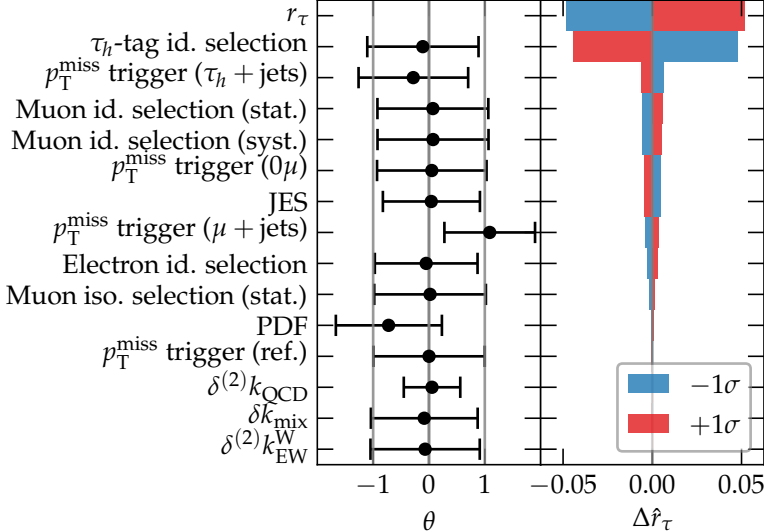 r_τ
τ_h-tag id. selection
p_T^miss trigger (τ_h + jets)
Muon id. selection (stat.)
Muon id. selection (syst.)
p_T^miss trigger (0μ)
JES
p_T^miss trigger (μ + jets)
Electron id. selection
Muon iso. selection (stat.)
PDF
p_T^miss trigger (ref.)
δ^(2)k_QCD
δk_mix
δ^(2)k_EW^W
−1σ
+1σ
−1 0 1 −0.05 0.00 0.05
θ Δr̂_τ